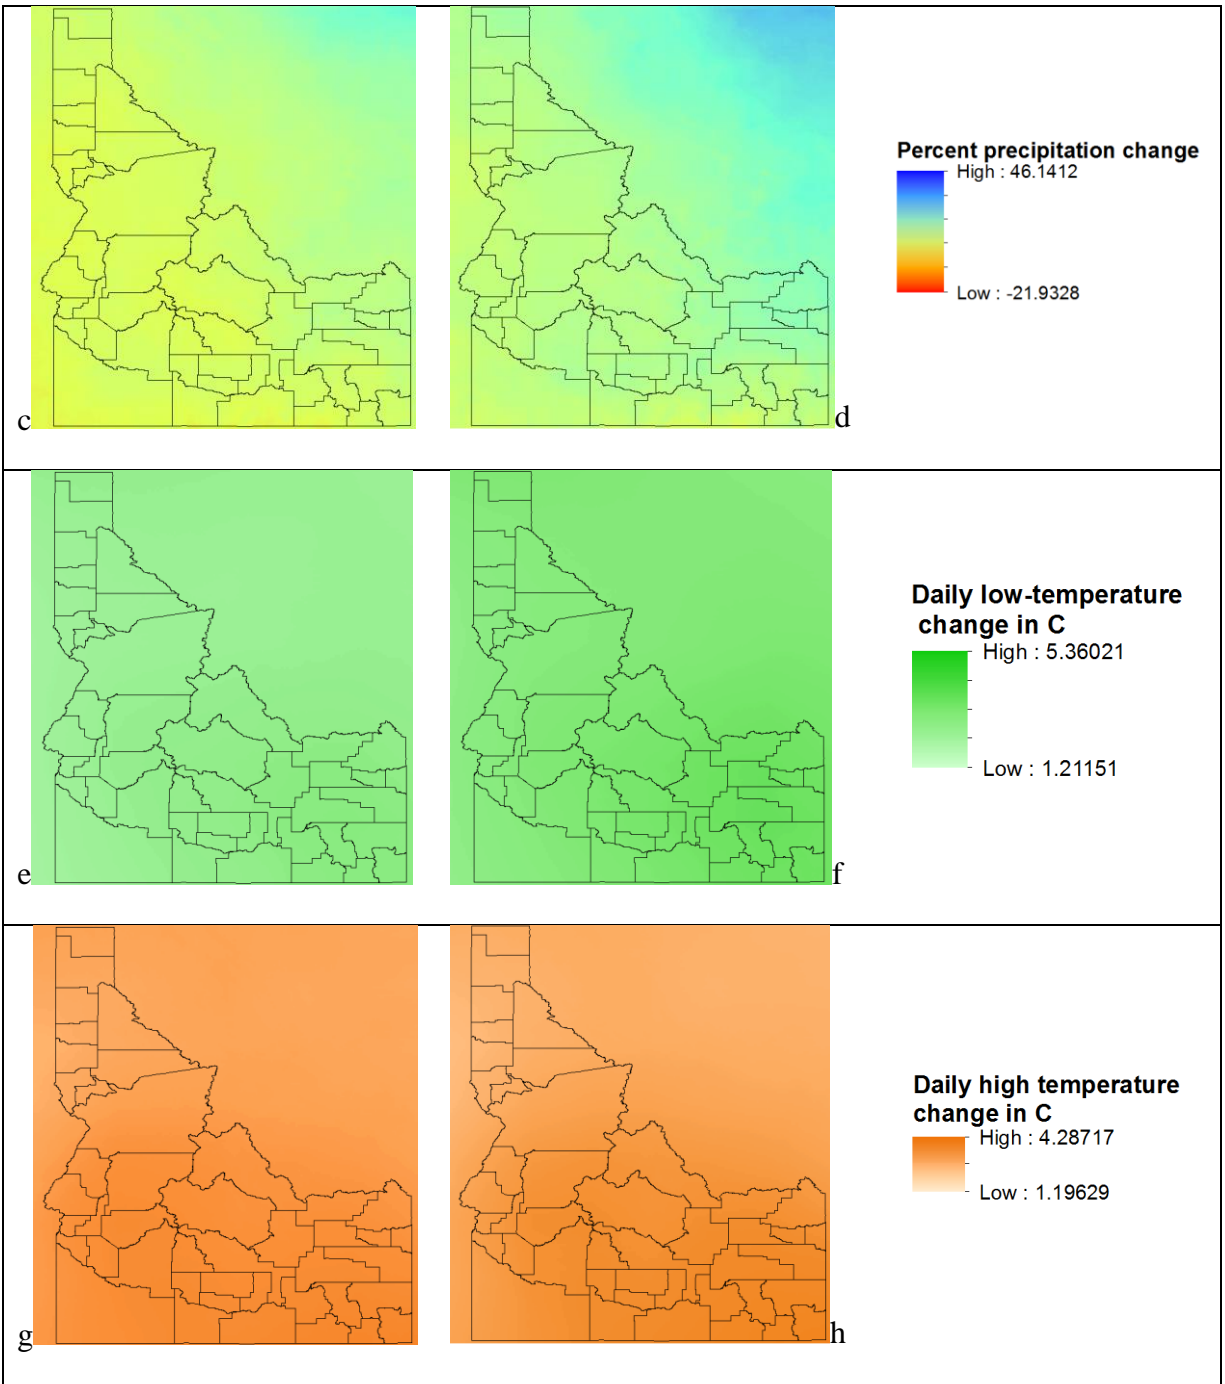 Percent precipitation change
High : 46.1412
Low : -21.9328
c
d
Daily low-temperature
change in C
High : 5.36021
Low : 1.21151
e
f
Daily high temperature
change in C
High : 4.28717
Low : 1.19629
g
h